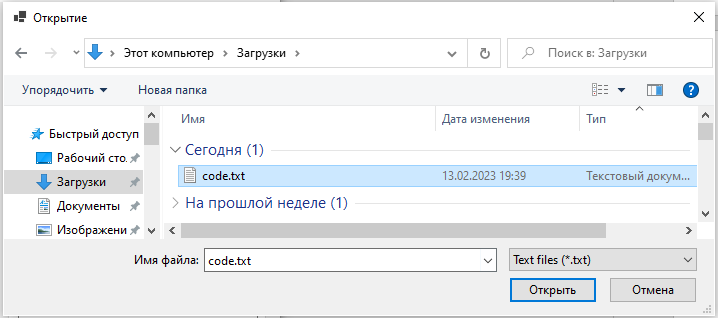 Открытие
Этот компьютер Загрузки
Поиск в: Загрузки
Упорядочить Новая папка
Имя Дата изменения Тип
Быстрый доступ
Рабочий сто.
Загрузки
Документы
Изображени
Сегодня (1)
code.txt 13.02.2023 19:39 Текстовый докум...
На прошлой неделе (1)
Имя файла: code.txt Text files (*.txt)
Открыть Отмена